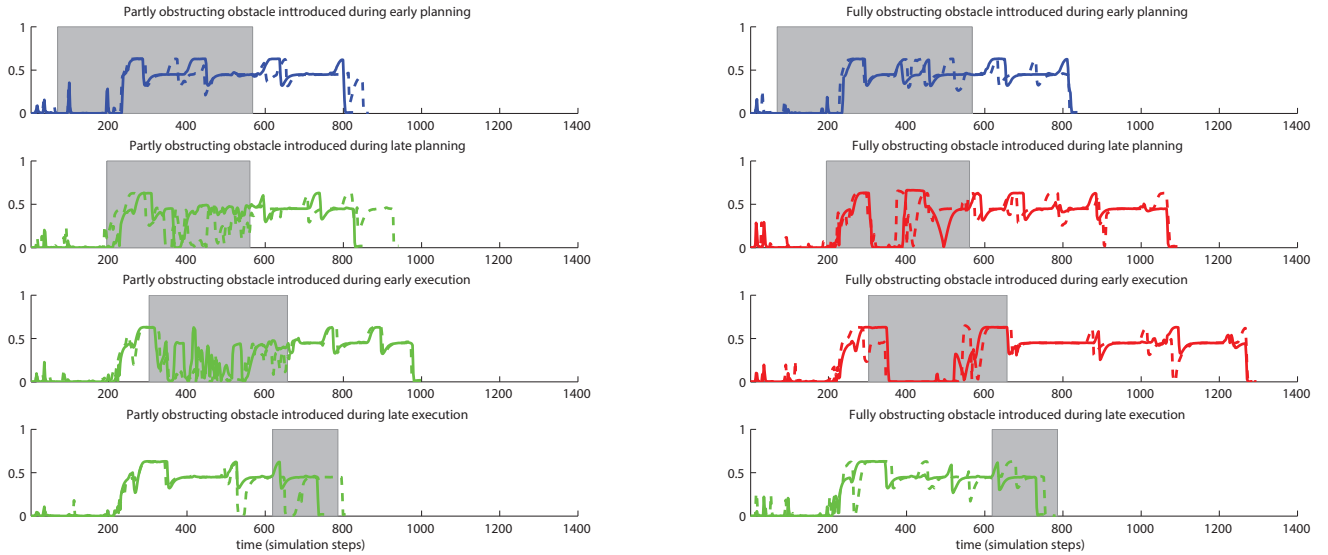 Partly obstructing obstacle inttroduced during early planning
1
0.5
0
200 400 600 800 1000 1200 1400
Partly obstructing obstacle introduced during late planning
1
0.5
0
200 400 600 800 1000 1200 1400
Partly obstructing obstacle introduced during early execution
1
0.5
0
200 400 600 800 1000 1200 1400
Partly obstructing obstacle introduced during late execution
1
0.5
0
200 400 600 800 1000 1200 1400
time (simulation steps)
Fully obstructing obstacle inttroduced during early planning
1
0.5
0
200 400 600 800 1000 1200 1400
Fully obstructing obstacle introduced during late planning
1
0.5
0
200 400 600 800 1000 1200 1400
Fully obstructing obstacle introduced during early execution
1
0.5
0
200 400 600 800 1000 1200 1400
Fully obstructing obstacle introduced during late execution
1
0.5
0
200 400 600 800 1000 1200 1400
time (simulation steps)